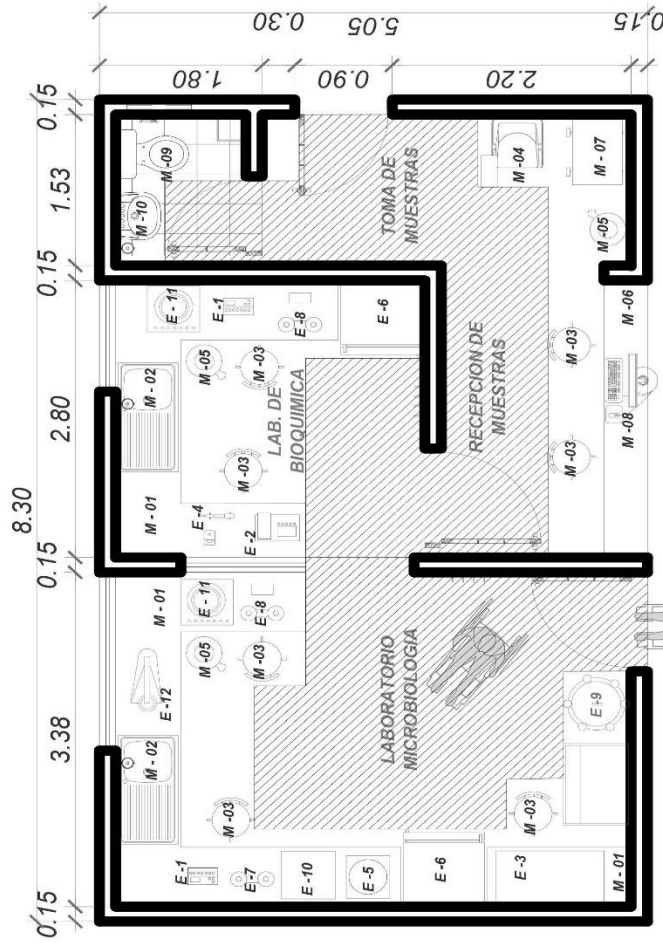 8.30
0.15
3.38
0.15
2.80
0.15
1.53
0.15
0.30
5.05
0.15
1.80
0.90
2.20
M -09
M -10
TOMA DE
MUESTRAS
M -04
M - 07
M -05
E - 11
E -1
E -8
E -6
M - 02
M -05
M -03
LAB. DE
BIOQUIMICA
M -03
RECEPCION DE
MUESTRAS
M -03
M -03
M - 06
M - 08
M - 01
E - 4
E - 2
M - 01
E - 11
E -8
M -05
M -03
E -12
M - 02
M -03
LABORATORIO
MICROBIOLOGIA
E -9
M -03
E -1
E -7
E -10
E -5
E -6
E -3
M - 01